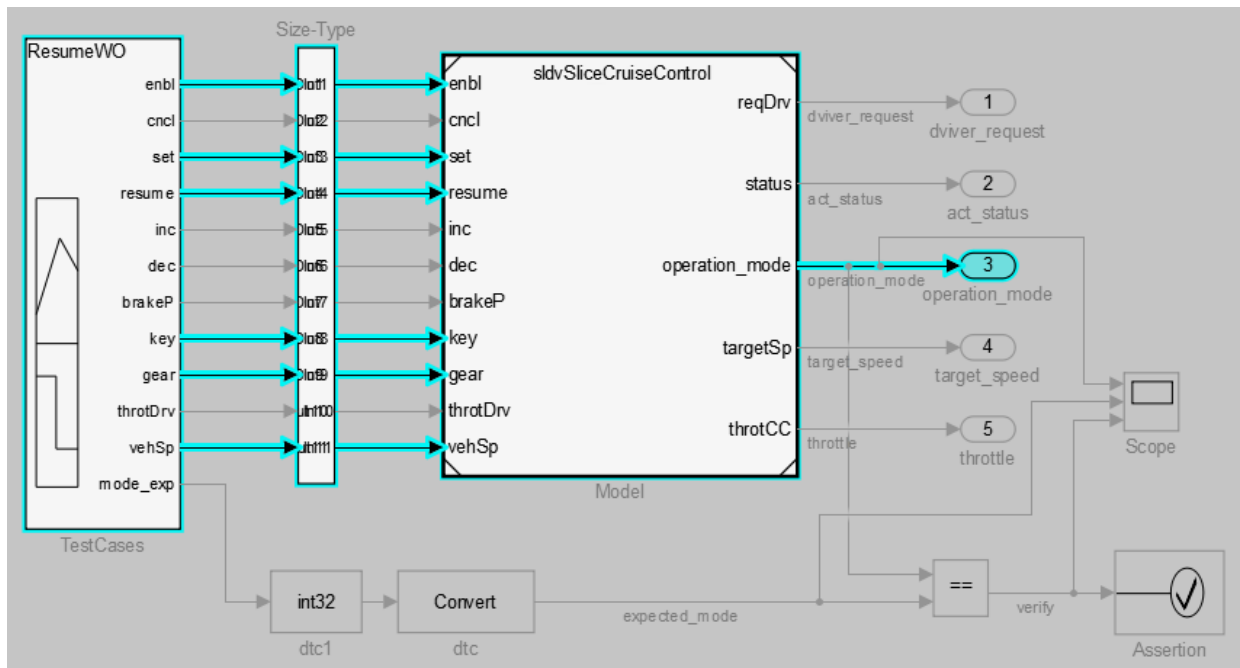 Size-Type
ResumeWO
enbl
cncl
set
resume
inc
dec
brakeP
key
gear
throtDrv
vehSp
mode_exp
TestCases
sldvSliceCruiseControl
enbl
cncl
set
resume
inc
dec
brakeP
key
gear
throtDrv
vehSp
reqDrv
status
operation_mode
targetSp
throtCC
Model
dviver_request
act_status
operation_mode
target_speed
throttle
1
dviver_request
2
act_status
3
operation_mode
4
target_speed
5
throttle
Scope
int32
dtc1
Convert
dtc
expected_mode
==
verify
Assertion